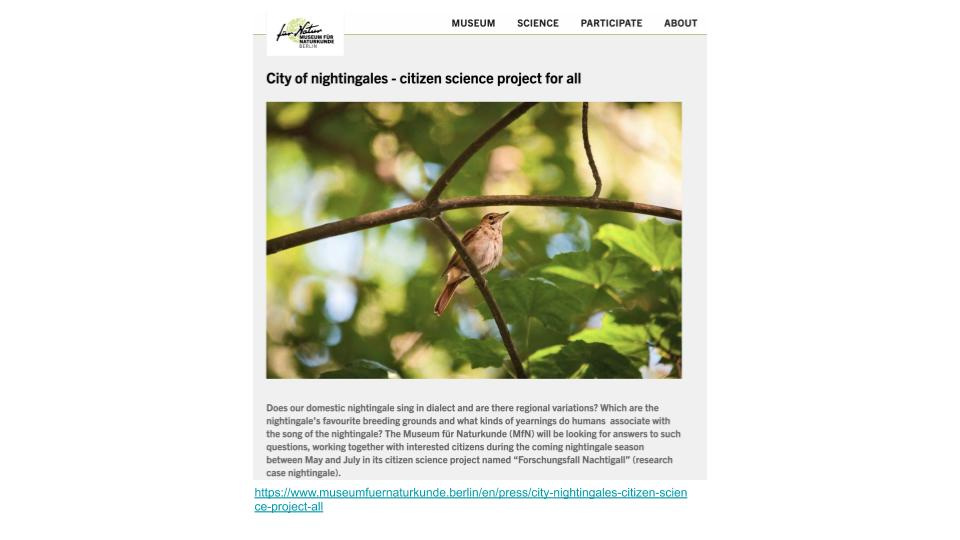 für Natur
MUSEUM FÜR
NATURKUNDE
BERLIN
MUSEUM SCIENCE PARTICIPATE ABOUT
City of nightingales - citizen science project for all
Does our domestic nightingale sing in dialect and are there regional variations? Which are the
nightingale's favourite breeding grounds and what kinds of yearnings do humans associate with
the song of the nightingale? The Museum für Naturkunde (MfN) will be looking for answers to such
questions, working together with interested citizens during the coming nightingale season
between May and July in its citizen science project named “Forschungsfall Nachtigall” (research
case nightingale).
https://www.museumfuernaturkunde.berlin/en/press/city-nightingales-citizen-scien
ce-project-all